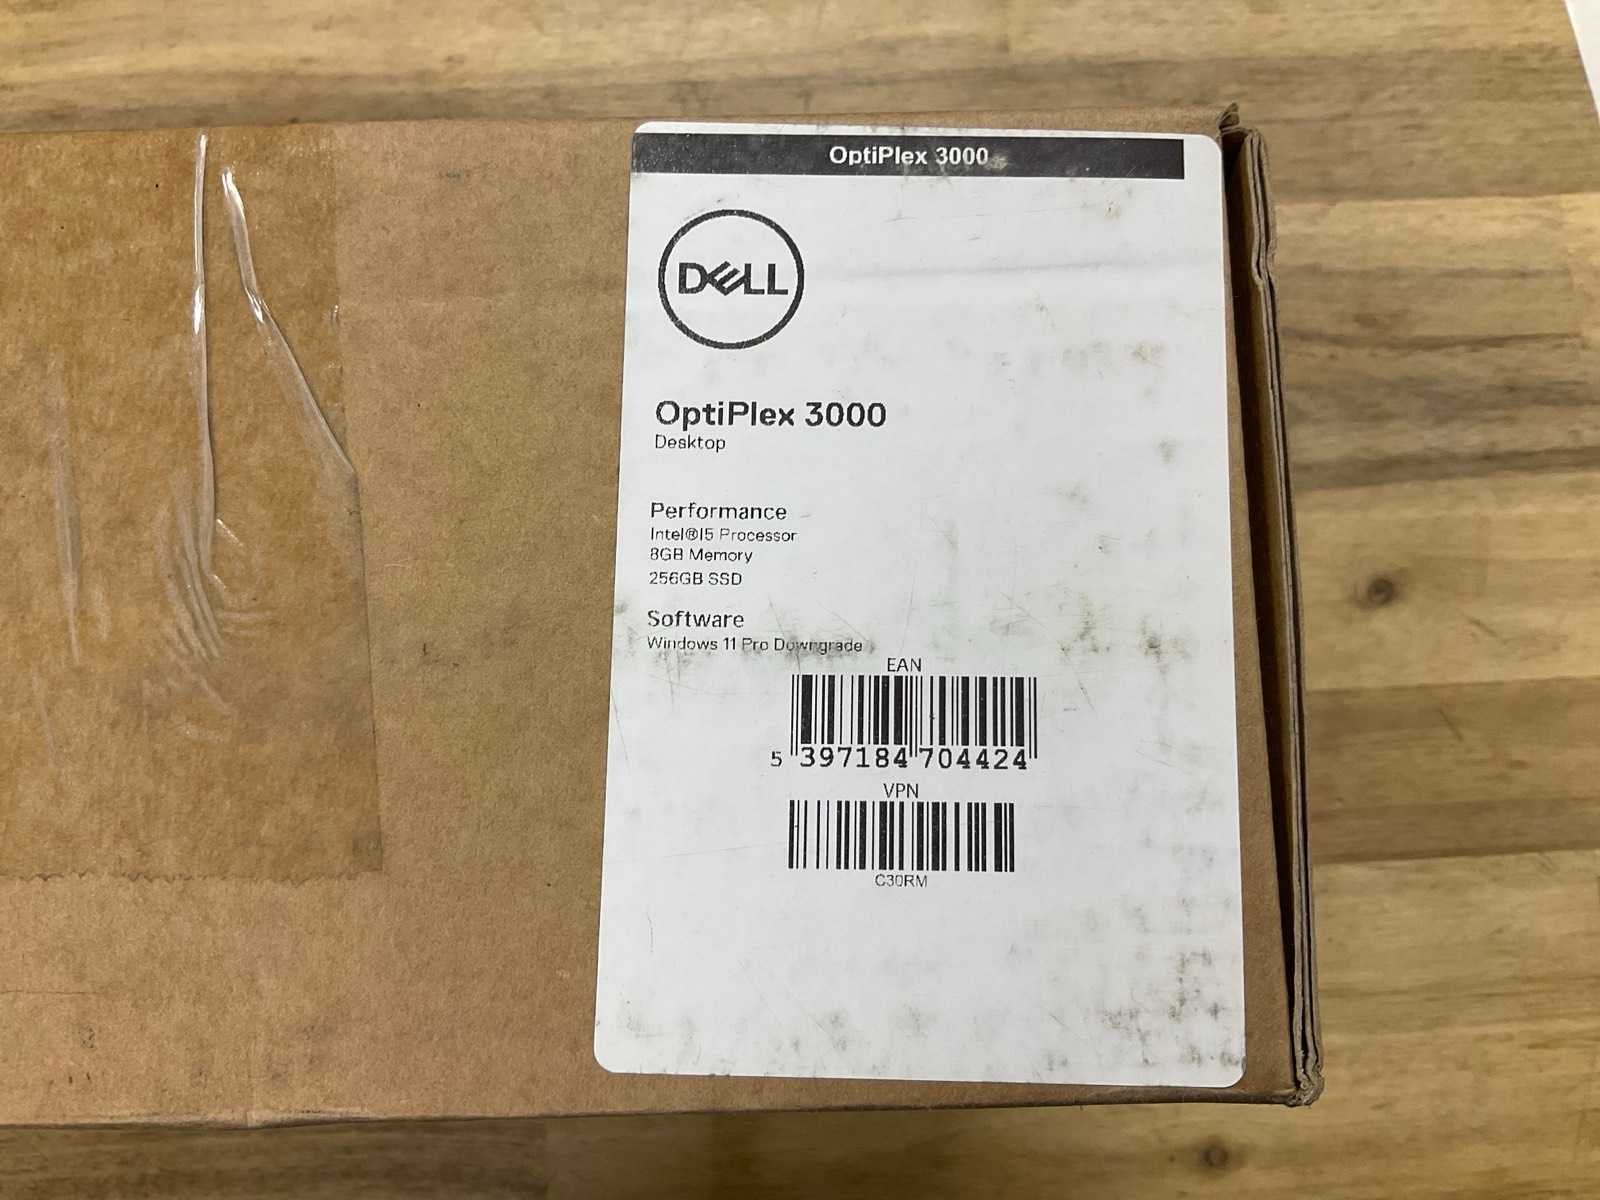 OptiPlex 3000
DELL
OptiPlex 3000
Desktop
Performance
Intel®I5 Processor
8GB Memory
256GB SSD
Software
Windows 11 Pro Downgrade
EAN
5 397184 704424
VPN
C30RM